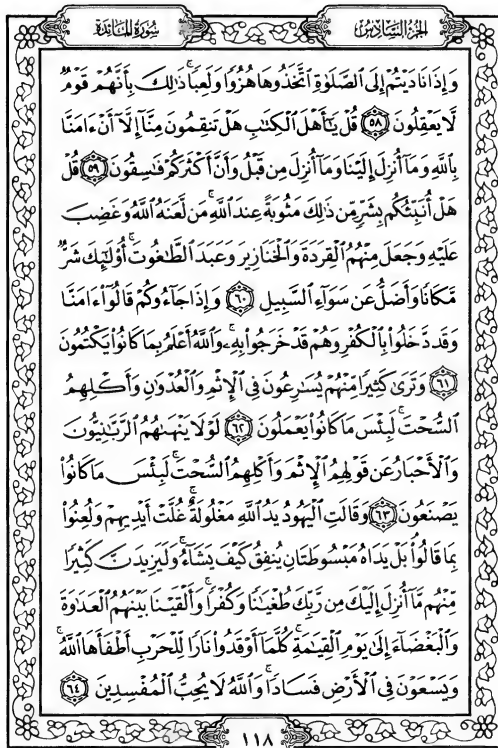 الجزء السادس
سورة المائدة
وَإِذَا نَادَيْتُمْ إِلَى ٱلصَّلَوٰةِ ٱتَّخَذُوهَا هُزُوًا وَلَعِبًا ۚ ذَٰلِكَ بِأَنَّهُمْ قَوْمٌ
لَّا يَعْقِلُونَ ٥٨ قُلْ يَٰٓأَهْلَ ٱلْكِتَٰبِ هَلْ تَنقِمُونَ مِنَّآ إِلَّآ أَنْ ءَامَنَّا
بِٱللَّهِ وَمَآ أُنزِلَ إِلَيْنَا وَمَآ أُنزِلَ مِن قَبْلُ وَأَنَّ أَكْثَرَكُمْ فَٰسِقُونَ ٥٩ قُلْ
هَلْ أُنَبِّئُكُم بِشَرٍّ مِّن ذَٰلِكَ مَثُوبَةً عِندَ ٱللَّهِ ۚ مَن لَّعَنَهُ ٱللَّهُ وَغَضِبَ
عَلَيْهِ وَجَعَلَ مِنْهُمُ ٱلْقِرَدَةَ وَٱلْخَنَازِيرَ وَعَبَدَ ٱلطَّٰغُوتَ ۚ أُو۟لَٰٓئِكَ شَرٌّ
مَّكَانًا وَأَضَلُّ عَن سَوَآءِ ٱلسَّبِيلِ ٦٠ وَإِذَا جَآءُوكُمْ قَالُوٓا۟ ءَامَنَّا
وَقَد دَّخَلُوا۟ بِٱلْكُفْرِ وَهُمْ قَدْ خَرَجُوا۟ بِهِۦ ۚ وَٱللَّهُ أَعْلَمُ بِمَا كَانُوا۟ يَكْتُمُونَ
٦١ وَتَرَىٰ كَثِيرًا مِّنْهُمْ يُسَٰرِعُونَ فِى ٱلْإِثْمِ وَٱلْعُدْوَٰنِ وَأَكْلِهِمُ
ٱلسُّحْتَ ۚ لَبِئْسَ مَا كَانُوا۟ يَعْمَلُونَ ٦٢ لَوْلَا يَنْهَىٰهُمُ ٱلرَّبَّٰنِيُّونَ
وَٱلْأَحْبَارُ عَن قَوْلِهِمُ ٱلْإِثْمَ وَأَكْلِهِمُ ٱلسُّحْتَ ۚ لَبِئْسَ مَا كَانُوا۟
يَصْنَعُونَ ٦٣ وَقَالَتِ ٱلْيَهُودُ يَدُ ٱللَّهِ مَغْلُولَةٌ ۚ غُلَّتْ أَيْدِيهِمْ وَلُعِنُوا۟
بِمَا قَالُوا۟ ۘ بَلْ يَدَاهُ مَبْسُوطَتَانِ يُنفِقُ كَيْفَ يَشَآءُ ۚ وَلَيَزِيدَنَّ كَثِيرًا
مِّنْهُم مَّآ أُنزِلَ إِلَيْكَ مِن رَّبِّكَ طُغْيَٰنًا وَكُفْرًا ۚ وَأَلْقَيْنَا بَيْنَهُمُ ٱلْعَدَٰوَةَ
وَٱلْبَغْضَآءَ إِلَىٰ يَوْمِ ٱلْقِيَٰمَةِ ۚ كُلَّمَآ أَوْقَدُوا۟ نَارًا لِّلْحَرْبِ أَطْفَأَهَا ٱللَّهُ ۚ
وَيَسْعَوْنَ فِى ٱلْأَرْضِ فَسَادًا ۚ وَٱللَّهُ لَا يُحِبُّ ٱلْمُفْسِدِينَ ٦٤
١١٨